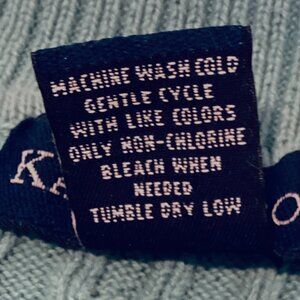 MACHINE WASH COLD
GENTLE CYCLE
WITH LIKE COLORS
ONLY NON-CHLORINE
BLEACH WHEN
NEEDED
TUMBLE DRY LOW